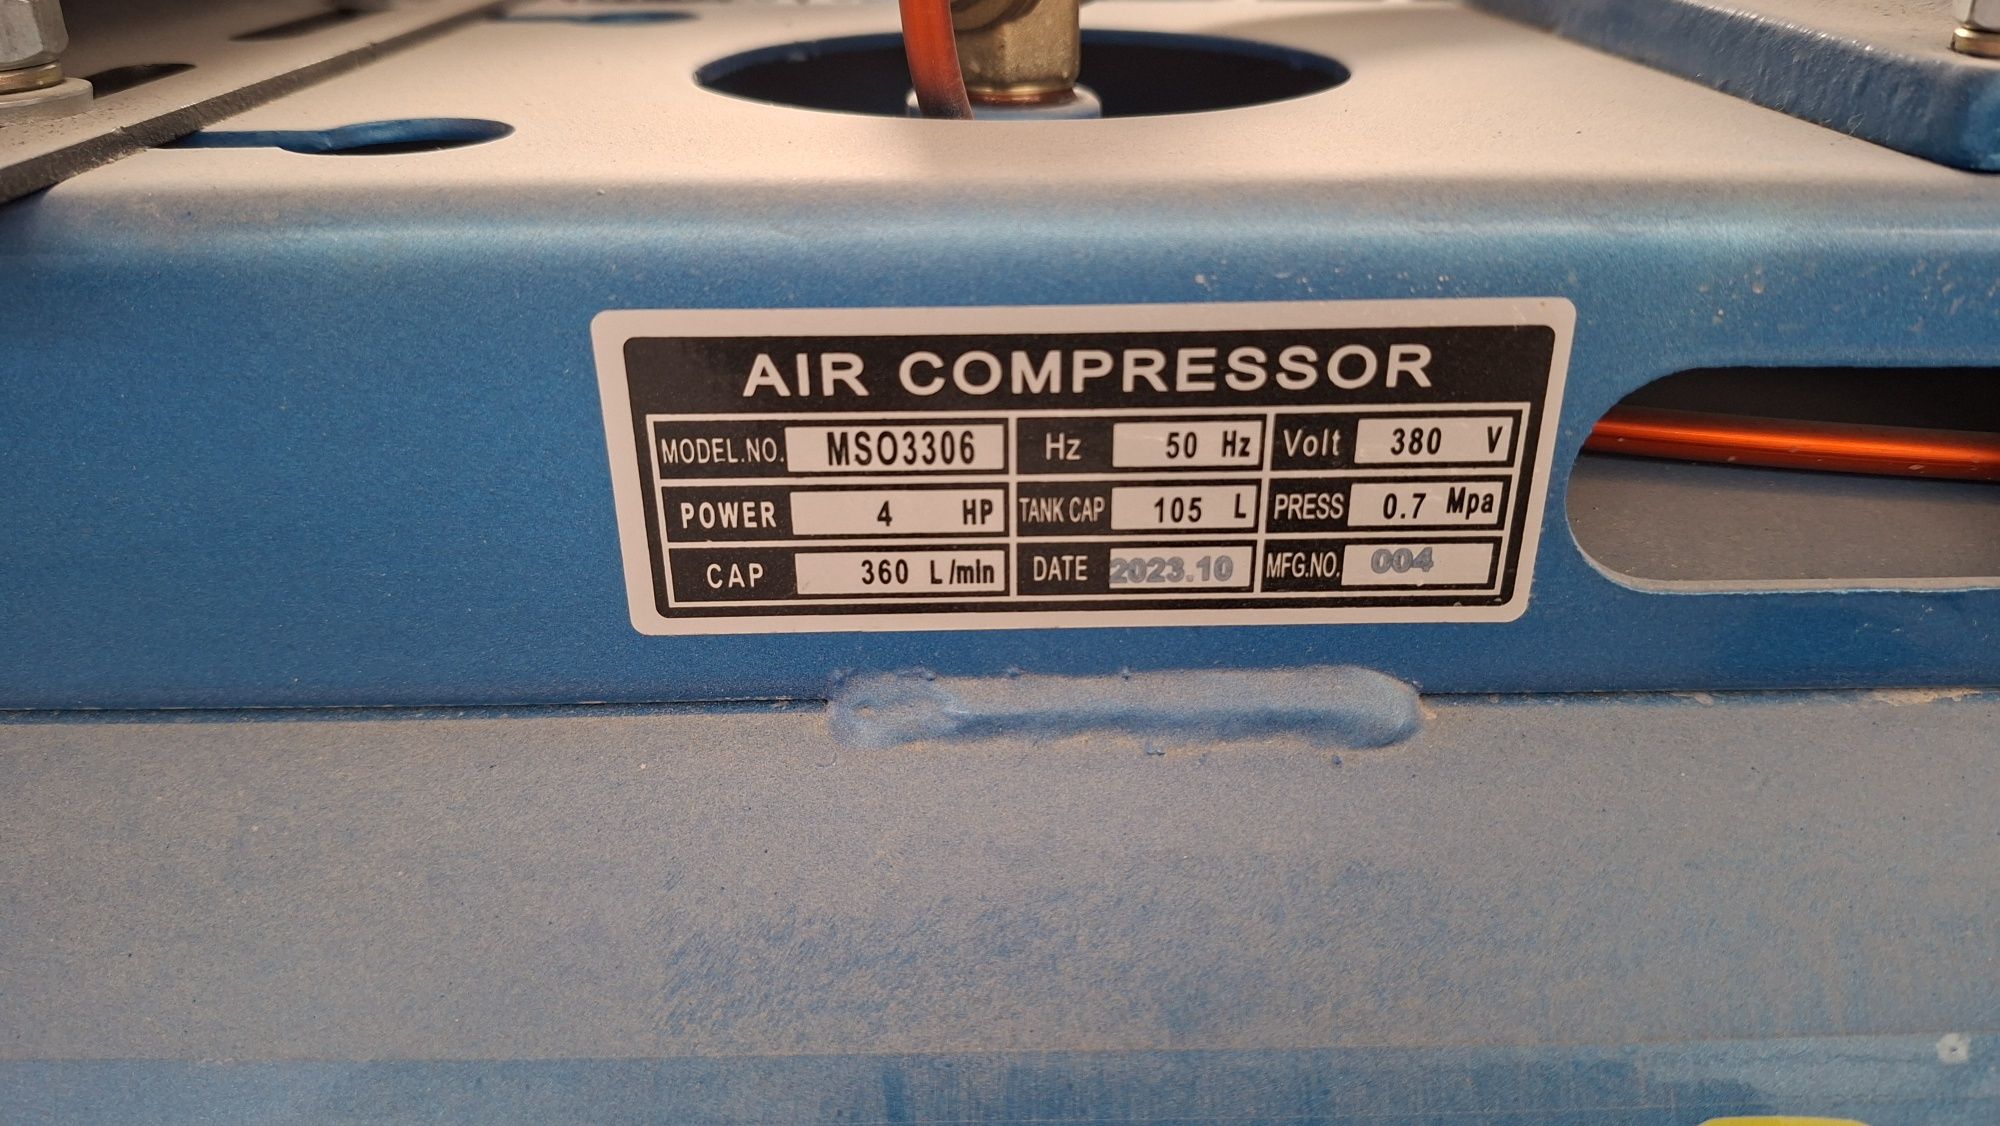 AIR COMPRESSOR
MODEL.NO. MSO3306 Hz 50 Hz Volt 380 V
POWER 4 HP TANK CAP 105 L PRESS 0.7 Mpa
CAP 360 L/min DATE 2023.10 MFG.NO. 004